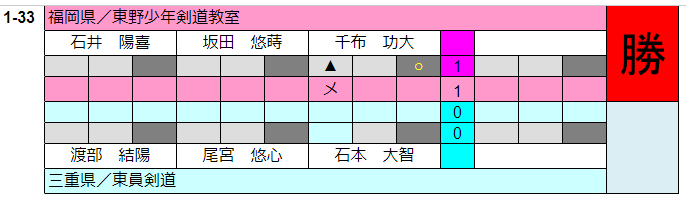 1-33 福岡県／東野少年剣道教室
石井　陽喜 坂田　悠蒔 千布　功大 勝
▲ ○ 1
メ 1
0
0
渡部　結陽 尾宮　悠心 石本　大智
三重県／東員剣道